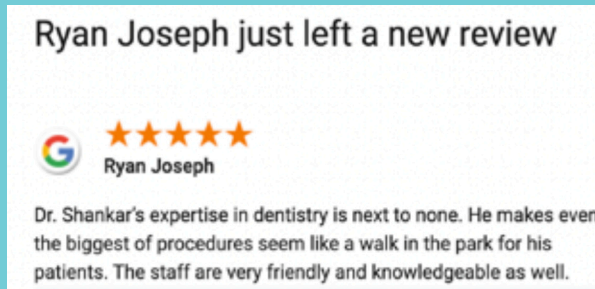 Ryan Joseph just left a new review
Ryan Joseph
Dr. Shankar's expertise in dentistry is next to none. He makes even
the biggest of procedures seem like a walk in the park for his
patients. The staff are very friendly and knowledgeable as well.